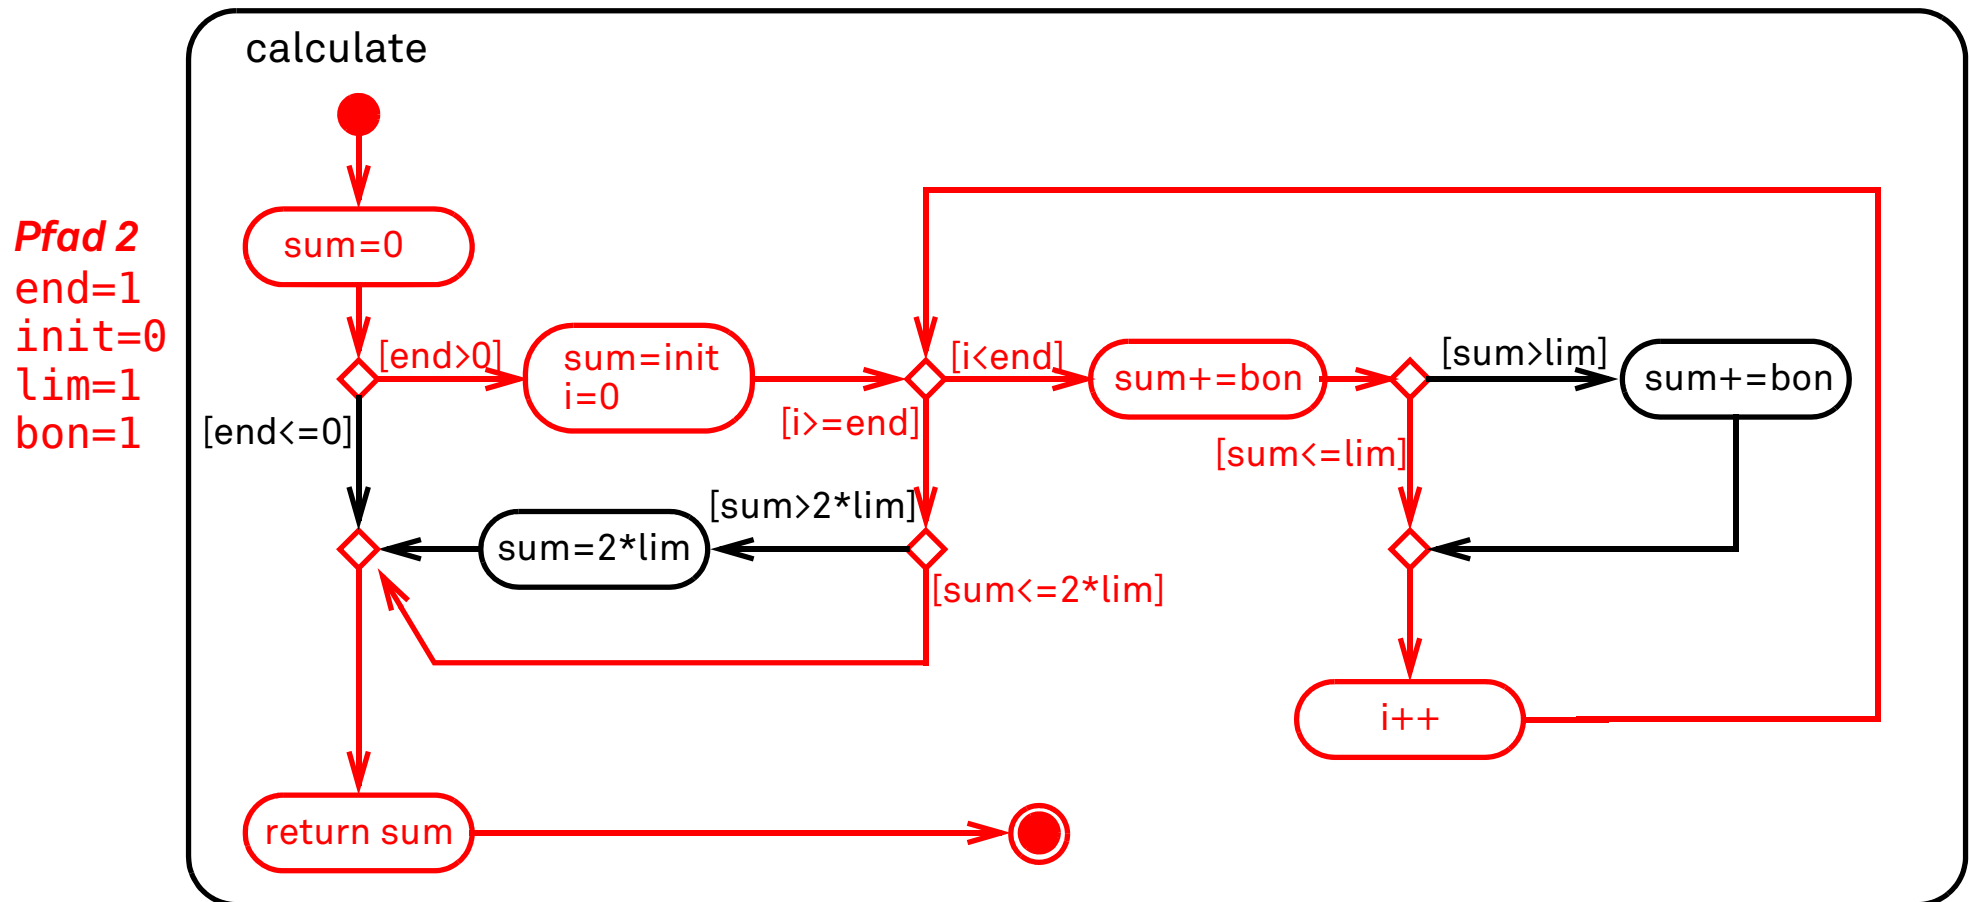 calculate
Pfad 2
end=1
init=0
lim=1
bon=1
sum=0
[end>0]
sum=init
i=0
[i<end]
sum+=bon
[sum>lim]
sum+=bon
[end<=0]
[i>=end]
[sum<=lim]
[sum>2*lim]
sum=2*lim
[sum<=2*lim]
i++
return sum